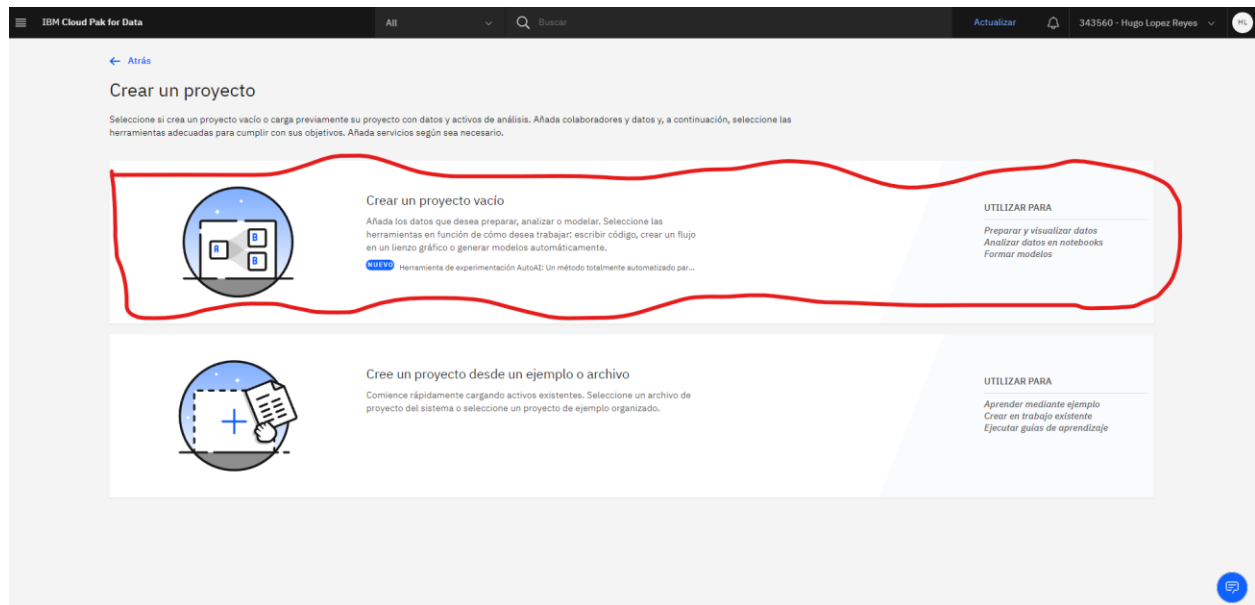 IBM Cloud Pak for Data
All
Buscar
Actualizar
343560 - Hugo Lopez Reyes
HL
Atrás
Crear un proyecto
Seleccione si crea un proyecto vacío o carga previamente su proyecto con datos y activos de análisis. Añada colaboradores y datos y, a continuación, seleccione las
herramientas adecuadas para cumplir con sus objetivos. Añada servicios según sea necesario.
Crear un proyecto vacío
Añada los datos que desea preparar, analizar o modelar. Seleccione las
herramientas en función de cómo desea trabajar: escribir código, crear un flujo
en un lienzo gráfico o generar modelos automáticamente.
NUEVO Herramienta de experimentación AutoAI: Un método totalmente automatizado par...
A
B
B
UTILIZAR PARA
Preparar y visualizar datos
Analizar datos en notebooks
Formar modelos
Cree un proyecto desde un ejemplo o archivo
Comience rápidamente cargando activos existentes. Seleccione un archivo de
proyecto del sistema o seleccione un proyecto de ejemplo organizado.
UTILIZAR PARA
Aprender mediante ejemplo
Crear en trabajo existente
Ejecutar guías de aprendizaje